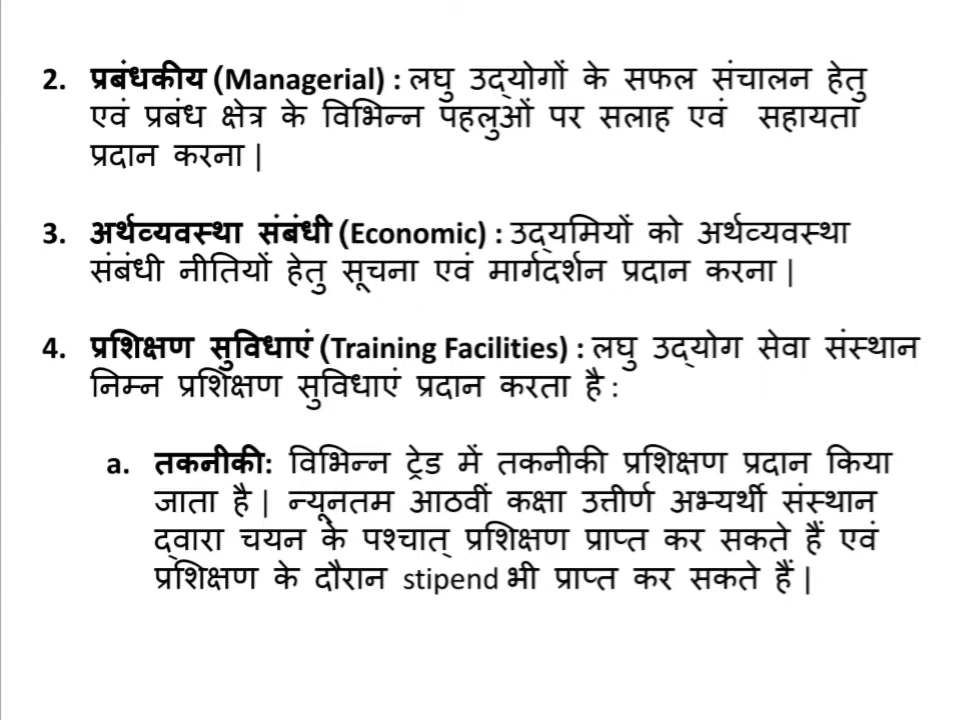 2. प्रबंधकीय (Managerial) : लघु उद्योगों के सफल संचालन हेतु
एवं प्रबंध क्षेत्र के विभिन्न पहलुओं पर सलाह एवं सहायता
प्रदान करना |
3. अर्थव्यवस्था संबंधी (Economic) : उद्यमियों को अर्थव्यवस्था
संबंधी नीतियों हेतु सूचना एवं मार्गदर्शन प्रदान करना |
4. प्रशिक्षण सुविधाएं (Training Facilities) : लघु उद्योग सेवा संस्थान
निम्न प्रशिक्षण सुविधाएं प्रदान करता है :
a. तकनीकी: विभिन्न ट्रेड में तकनीकी प्रशिक्षण प्रदान किया
जाता है | न्यूनतम आठवीं कक्षा उत्तीर्ण अभ्यर्थी संस्थान
द्वारा चयन के पश्चात् प्रशिक्षण प्राप्त कर सकते हैं एवं
प्रशिक्षण के दौरान stipend भी प्राप्त कर सकते हैं |